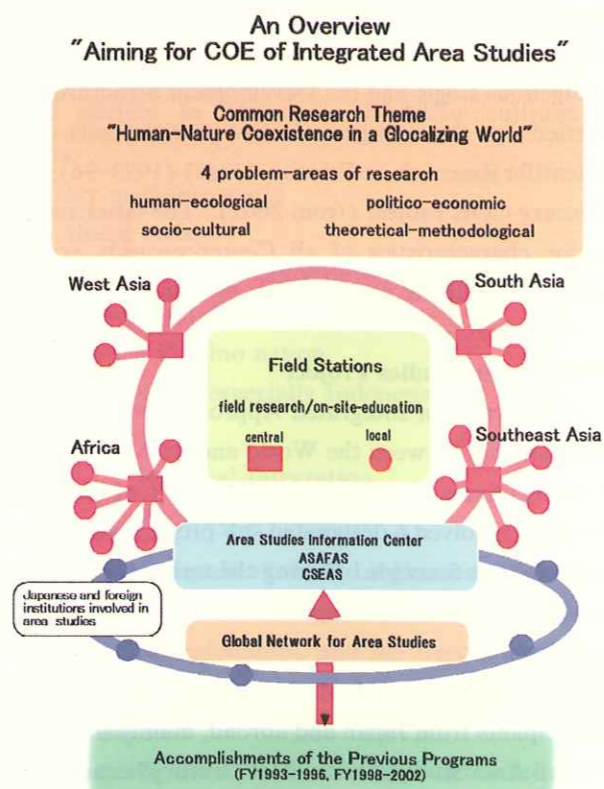 An Overview
"Aiming for COE of Integrated Area Studies"
Common Research Theme
"Human-Nature Coexistence in a Glocalizing World"
4 problem-areas of research
human-ecological politico-economic
socio-cultural theoretical-methodological
West Asia
South Asia
Field Stations
field research/on-site-education
central local
Africa
Southeast Asia
Area Studies Information Center
ASAFAS
CSEAS
Japanese and foreign
institutions involved in
area studies
Global Network for Area Studies
Accomplishments of the Previous Programs
(FY1993-1996, FY1998-2002)